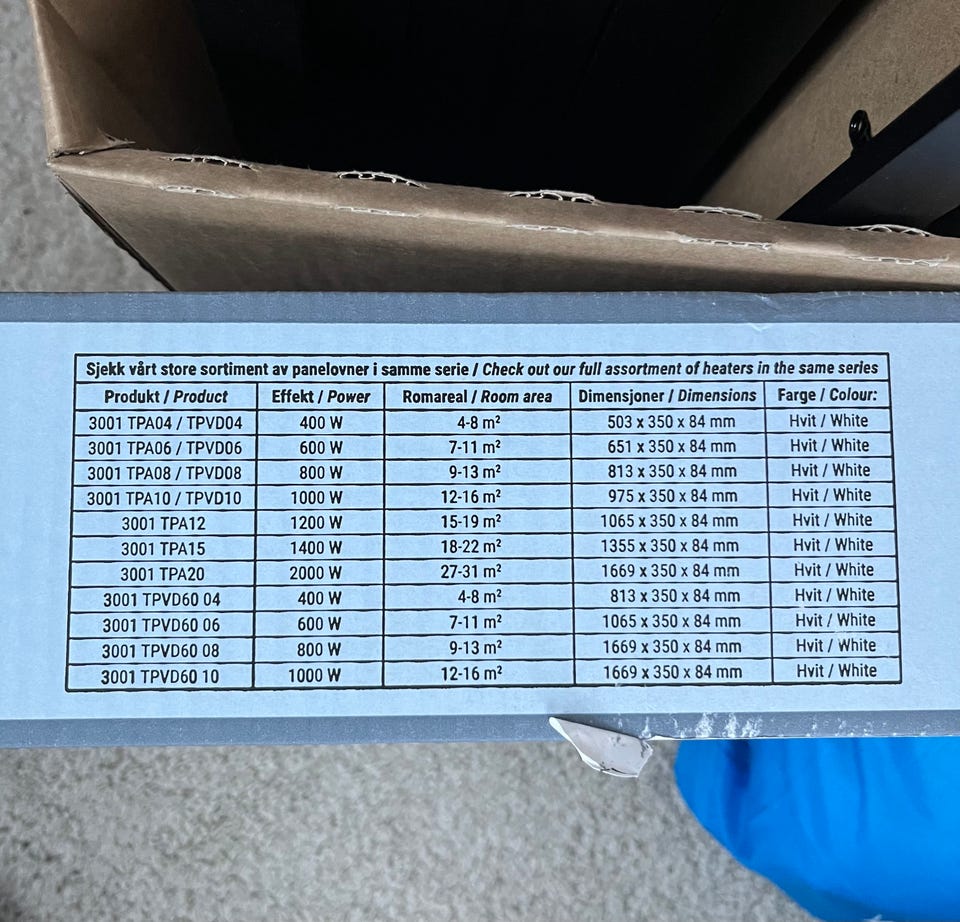 Sjekk vårt store sortiment av panelovner i samme serie / Check out our full assortment of heaters in the same series
Produkt / Product Effekt / Power Romareal / Room area Dimensjoner / Dimensions Farge / Colour:
3001 TPA04 / TPVD04 400 W 4-8 m² 503 x 350 x 84 mm Hvit / White
3001 TPA06 / TPVD06 600 W 7-11 m² 651 x 350 x 84 mm Hvit / White
3001 TPA08 / TPVD08 800 W 9-13 m² 813 x 350 x 84 mm Hvit / White
3001 TPA10 / TPVD10 1000 W 12-16 m² 975 x 350 x 84 mm Hvit / White
3001 TPA12 1200 W 15-19 m² 1065 x 350 x 84 mm Hvit / White
3001 TPA15 1400 W 18-22 m² 1355 x 350 x 84 mm Hvit / White
3001 TPA20 2000 W 27-31 m² 1669 x 350 x 84 mm Hvit / White
3001 TPVD60 04 400 W 4-8 m² 813 x 350 x 84 mm Hvit / White
3001 TPVD60 06 600 W 7-11 m² 1065 x 350 x 84 mm Hvit / White
3001 TPVD60 08 800 W 9-13 m² 1669 x 350 x 84 mm Hvit / White
3001 TPVD60 10 1000 W 12-16 m² 1669 x 350 x 84 mm Hvit / White